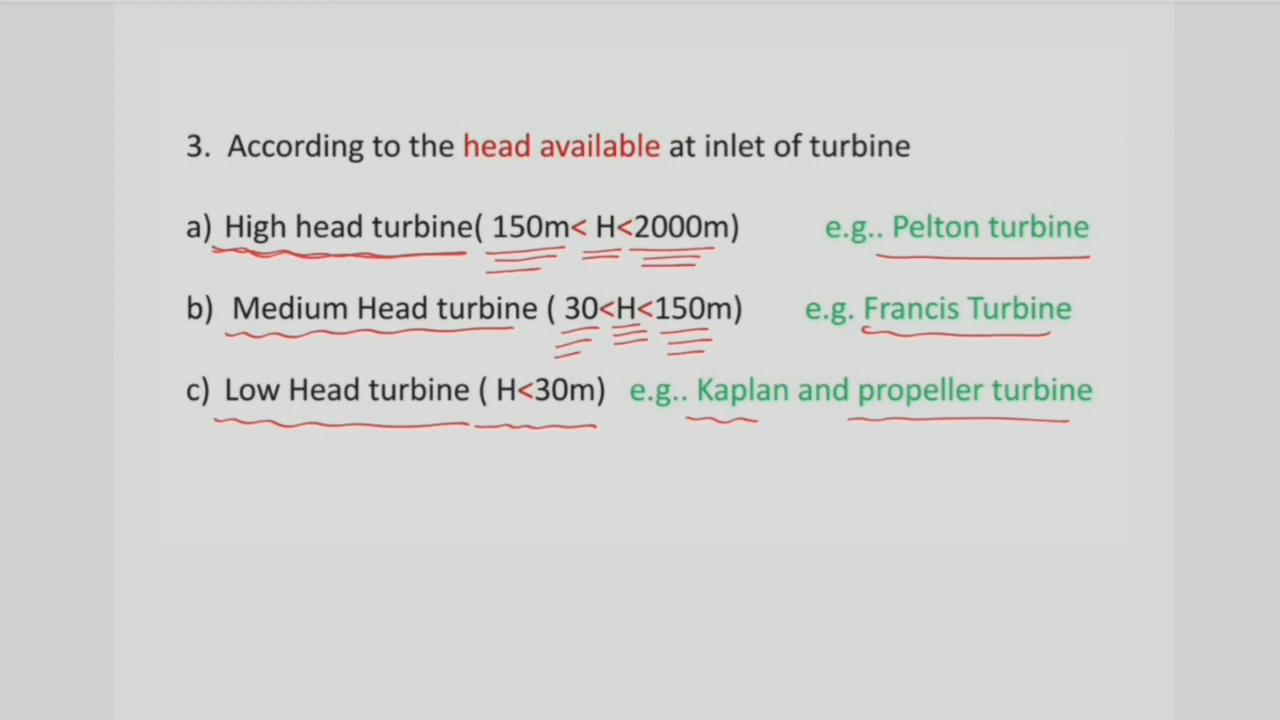 3. According to the head available at inlet of turbine
a) High head turbine( 150m< H<2000m) e.g.. Pelton turbine
b) Medium Head turbine ( 30<H<150m) e.g. Francis Turbine
c) Low Head turbine ( H<30m) e.g.. Kaplan and propeller turbine